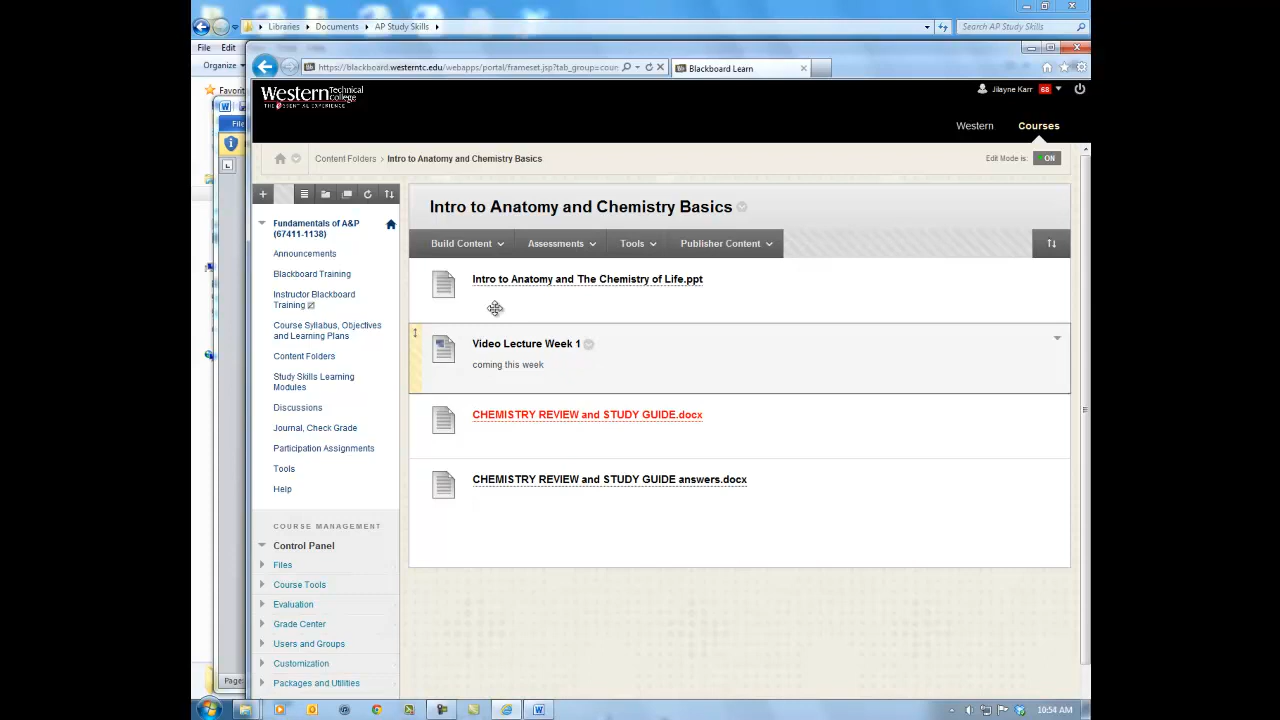 Libraries ▸ Documents ▸ AP Study Skills ▸
Search AP Study Skills
File Edit
Organize
Favorit
File
https://blackboard.westerntc.edu/webapps/portal/frameset.jsp?tab_group=cour
Blackboard Learn
Western Technical College
THE ESSENTIAL EXPERIENCE
Jilayne Karr 68
Western Courses
Content Folders > Intro to Anatomy and Chemistry Basics
Edit Mode is: ON
Fundamentals of A&P
(67411-1138)
Announcements
Blackboard Training
Instructor Blackboard
Training
Course Syllabus, Objectives
and Learning Plans
Content Folders
Study Skills Learning
Modules
Discussions
Journal, Check Grade
Participation Assignments
Tools
Help
COURSE MANAGEMENT
Control Panel
Files
Course Tools
Evaluation
Grade Center
Users and Groups
Customization
Packages and Utilities
Intro to Anatomy and Chemistry Basics
Build Content Assessments Tools Publisher Content
Intro to Anatomy and The Chemistry of Life.ppt
Video Lecture Week 1
coming this week
CHEMISTRY REVIEW and STUDY GUIDE.docx
CHEMISTRY REVIEW and STUDY GUIDE answers.docx
Page:
10:54 AM